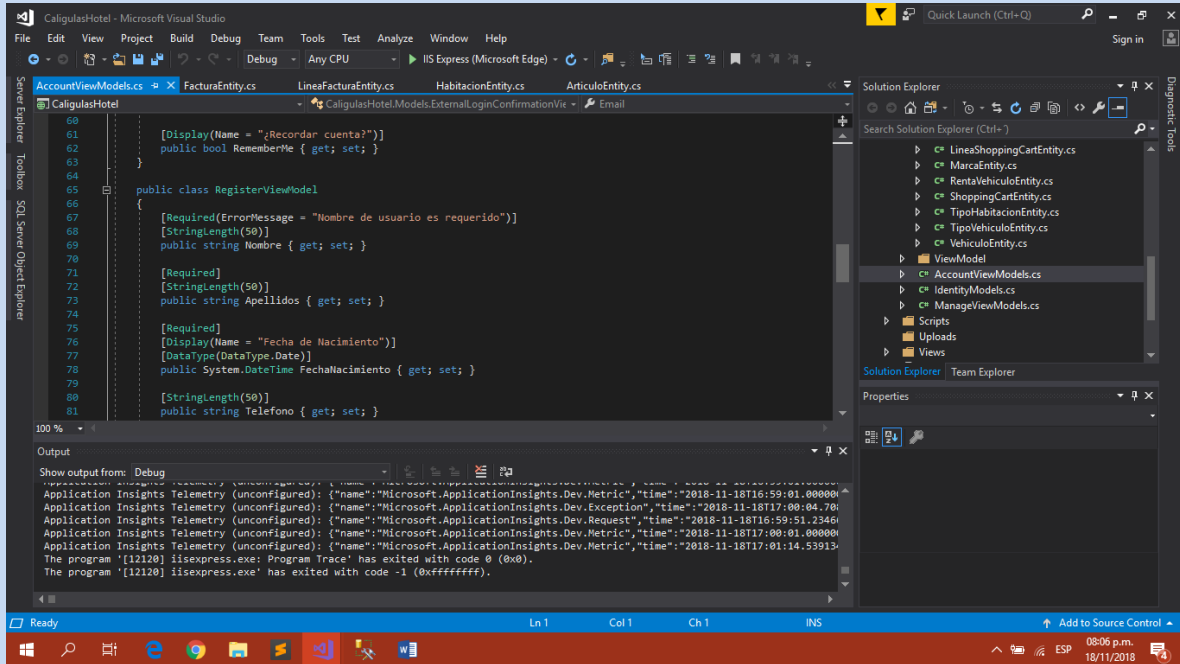 CaligulasHotel - Microsoft Visual Studio
Quick Launch (Ctrl+Q)
File Edit View Project Build Debug Team Tools Test Analyze Window Help
Sign in
Debug Any CPU IIS Express (Microsoft Edge)
Server Explorer
Toolbox
SQL Server Object Explorer
AccountViewModels.cs FacturaEntity.cs LineaFacturaEntity.cs HabitacionEntity.cs ArticuloEntity.cs
CaligulasHotel CaligulasHotel.Models.ExternalLoginConfirmationVie Email
60
61 [Display(Name = "¿Recordar cuenta?")]
62 public bool RememberMe { get; set; }
63 }
64
65 public class RegisterViewModel
66 {
67 [Required(ErrorMessage = "Nombre de usuario es requerido")]
68 [StringLength(50)]
69 public string Nombre { get; set; }
70
71 [Required]
72 [StringLength(50)]
73 public string Apellidos { get; set; }
74
75 [Required]
76 [Display(Name = "Fecha de Nacimiento")]
77 [DataType(DataType.Date)]
78 public System.DateTime FechaNacimiento { get; set; }
79
80 [StringLength(50)]
81 public string Telefono { get; set; }
100 %
Output
Show output from: Debug
Application Insights Telemetry (unconfigured): {"name":"Microsoft.ApplicationInsights.Dev.Metric","time":"2018-11-18T16:59:01.000000
Application Insights Telemetry (unconfigured): {"name":"Microsoft.ApplicationInsights.Dev.Exception","time":"2018-11-18T17:00:04.708
Application Insights Telemetry (unconfigured): {"name":"Microsoft.ApplicationInsights.Dev.Request","time":"2018-11-18T16:59:51.2346
Application Insights Telemetry (unconfigured): {"name":"Microsoft.ApplicationInsights.Dev.Metric","time":"2018-11-18T17:00:01.000000
Application Insights Telemetry (unconfigured): {"name":"Microsoft.ApplicationInsights.Dev.Metric","time":"2018-11-18T17:01:14.539134
The program '[12120] iisexpress.exe: Program Trace' has exited with code 0 (0x0).
The program '[12120] iisexpress.exe' has exited with code -1 (0xffffffff).
Solution Explorer
Search Solution Explorer (Ctrl+´)
C# LineaShoppingCartEntity.cs
C# MarcaEntity.cs
C# RentaVehiculoEntity.cs
C# ShoppingCartEntity.cs
C# TipoHabitacionEntity.cs
C# TipoVehiculoEntity.cs
C# VehiculoEntity.cs
ViewModel
C# AccountViewModels.cs
C# IdentityModels.cs
C# ManageViewModels.cs
Scripts
Uploads
Views
Solution Explorer Team Explorer
Properties
Diagnostic Tools
Ready Ln 1 Col 1 Ch 1 INS Add to Source Control
ESP
08:06 p.m.
18/11/2018
4